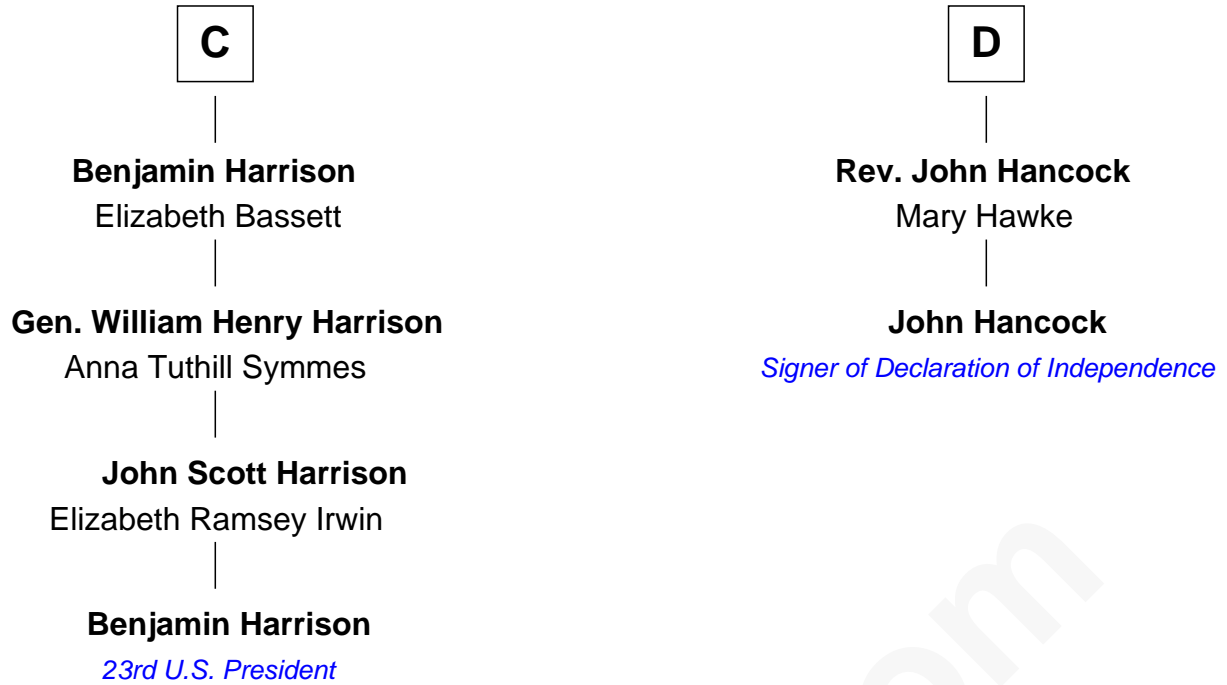 C
Benjamin Harrison
Elizabeth Bassett
Gen. William Henry Harrison
Anna Tuthill Symmes
John Scott Harrison
Elizabeth Ramsey Irwin
Benjamin Harrison
23rd U.S. President
D
Rev. John Hancock
Mary Hawke
John Hancock
Signer of Declaration of Independence
om